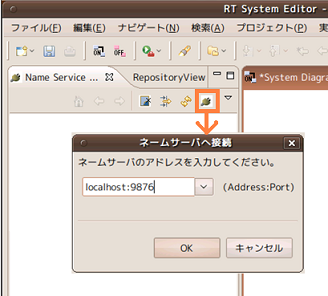 RT System Editor -
ファイル(F) 編集(E) ナビゲート(N) 検索(A) プロジェクト(P)
ON OFF
Name Service ... RepositoryView *System Diagra
ネームサーバへ接続
ネームサーバのアドレスを入力してください。
localhost:9876 (Address:Port)
OK キャンセル